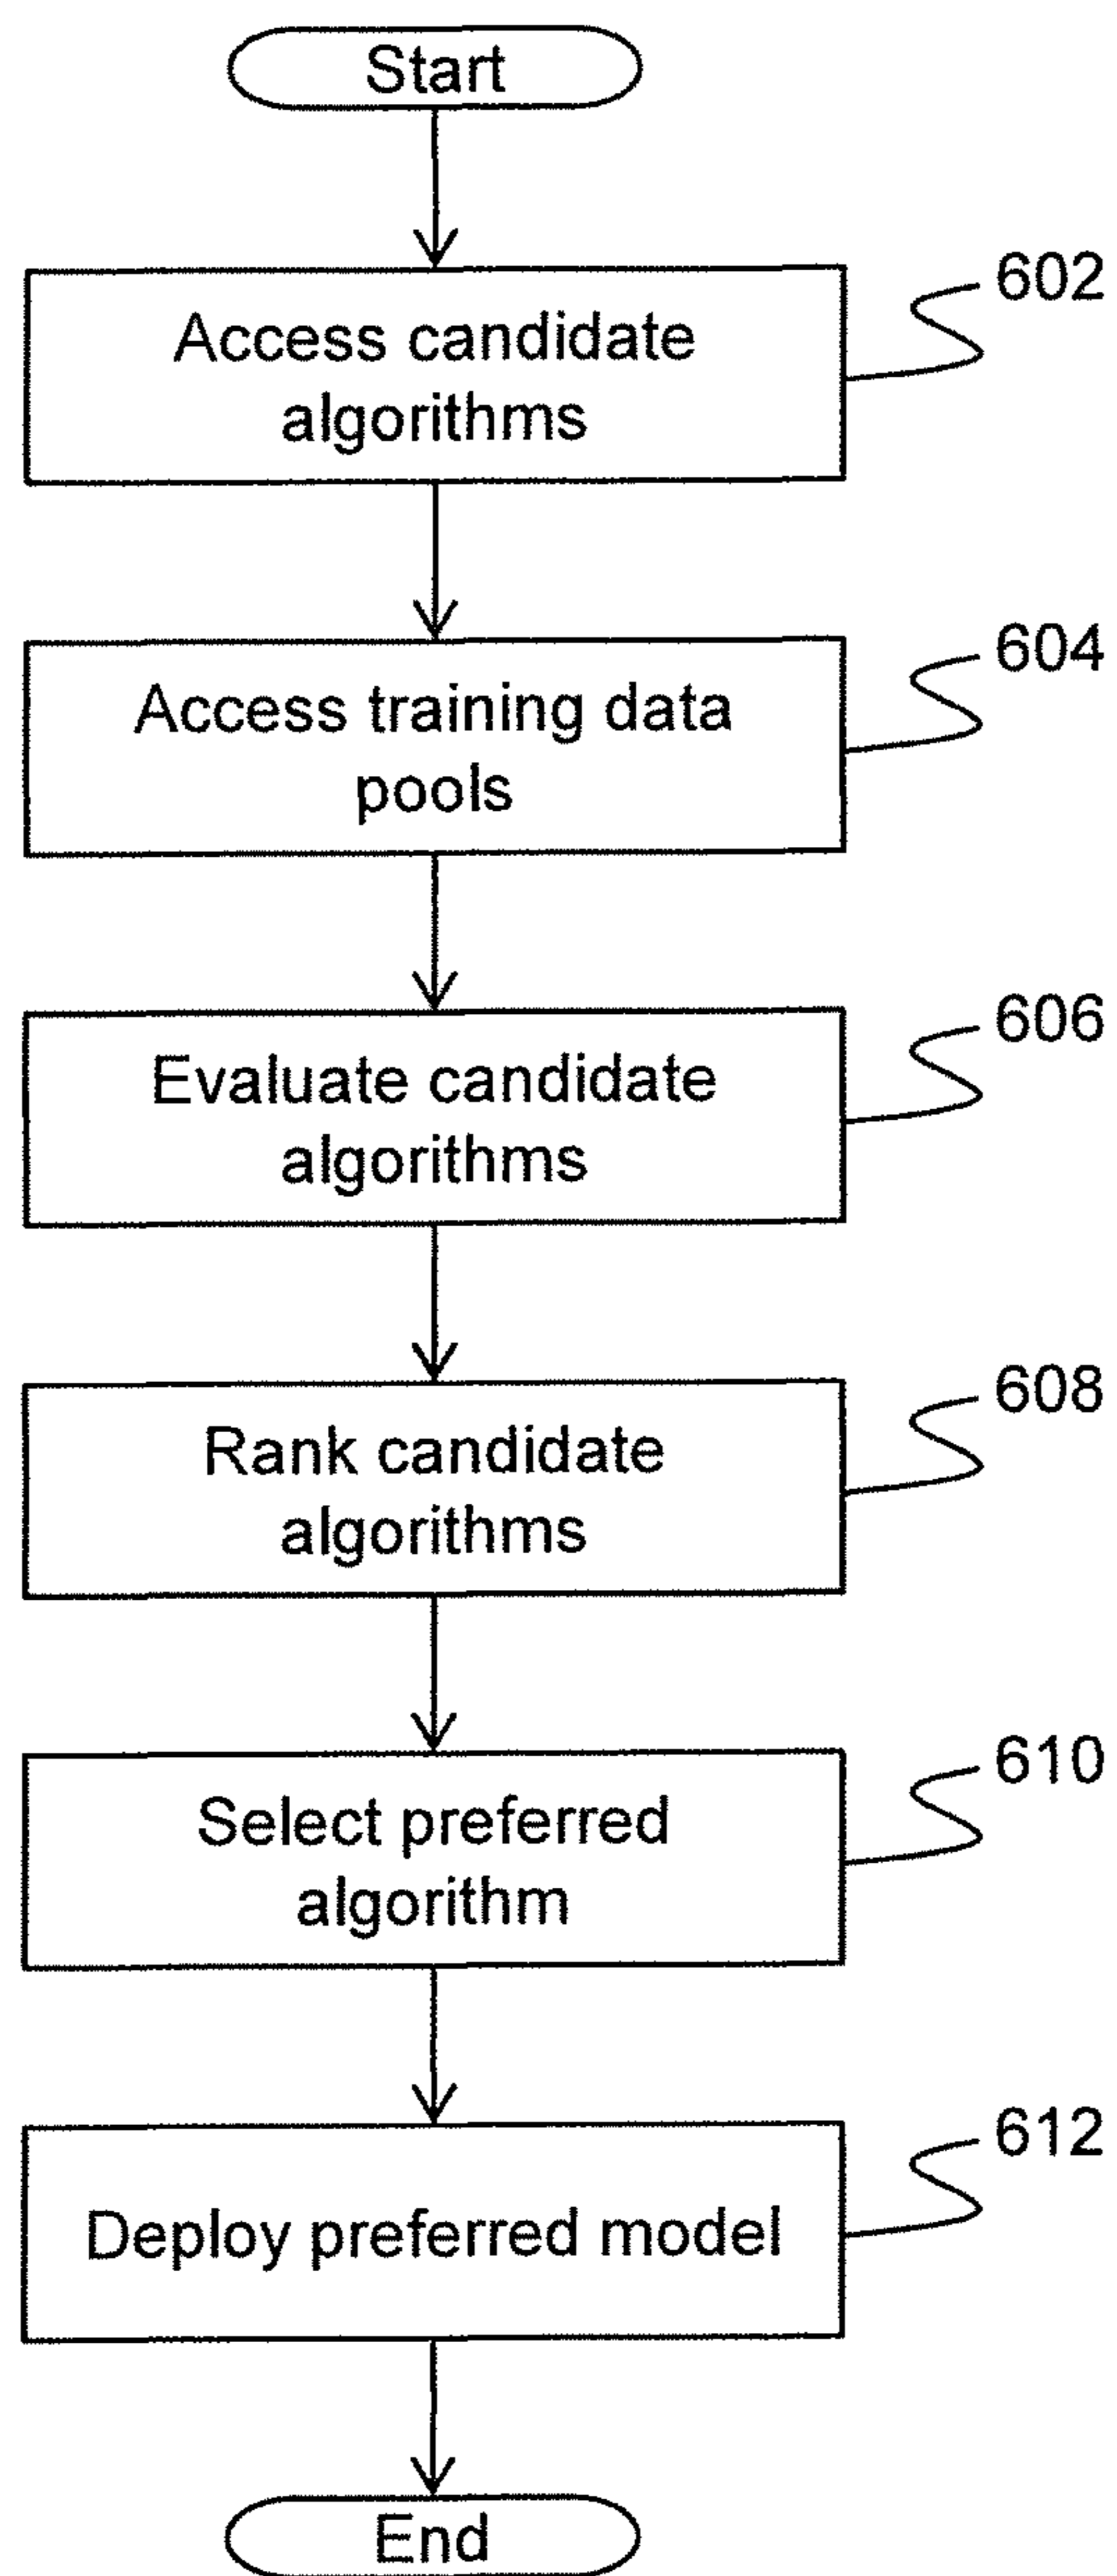 Start
602
Access candidate
algorithms
604
Access training data
pools
606
Evaluate candidate
algorithms
608
Rank candidate
algorithms
610
Select preferred
algorithm
612
Deploy preferred model
End